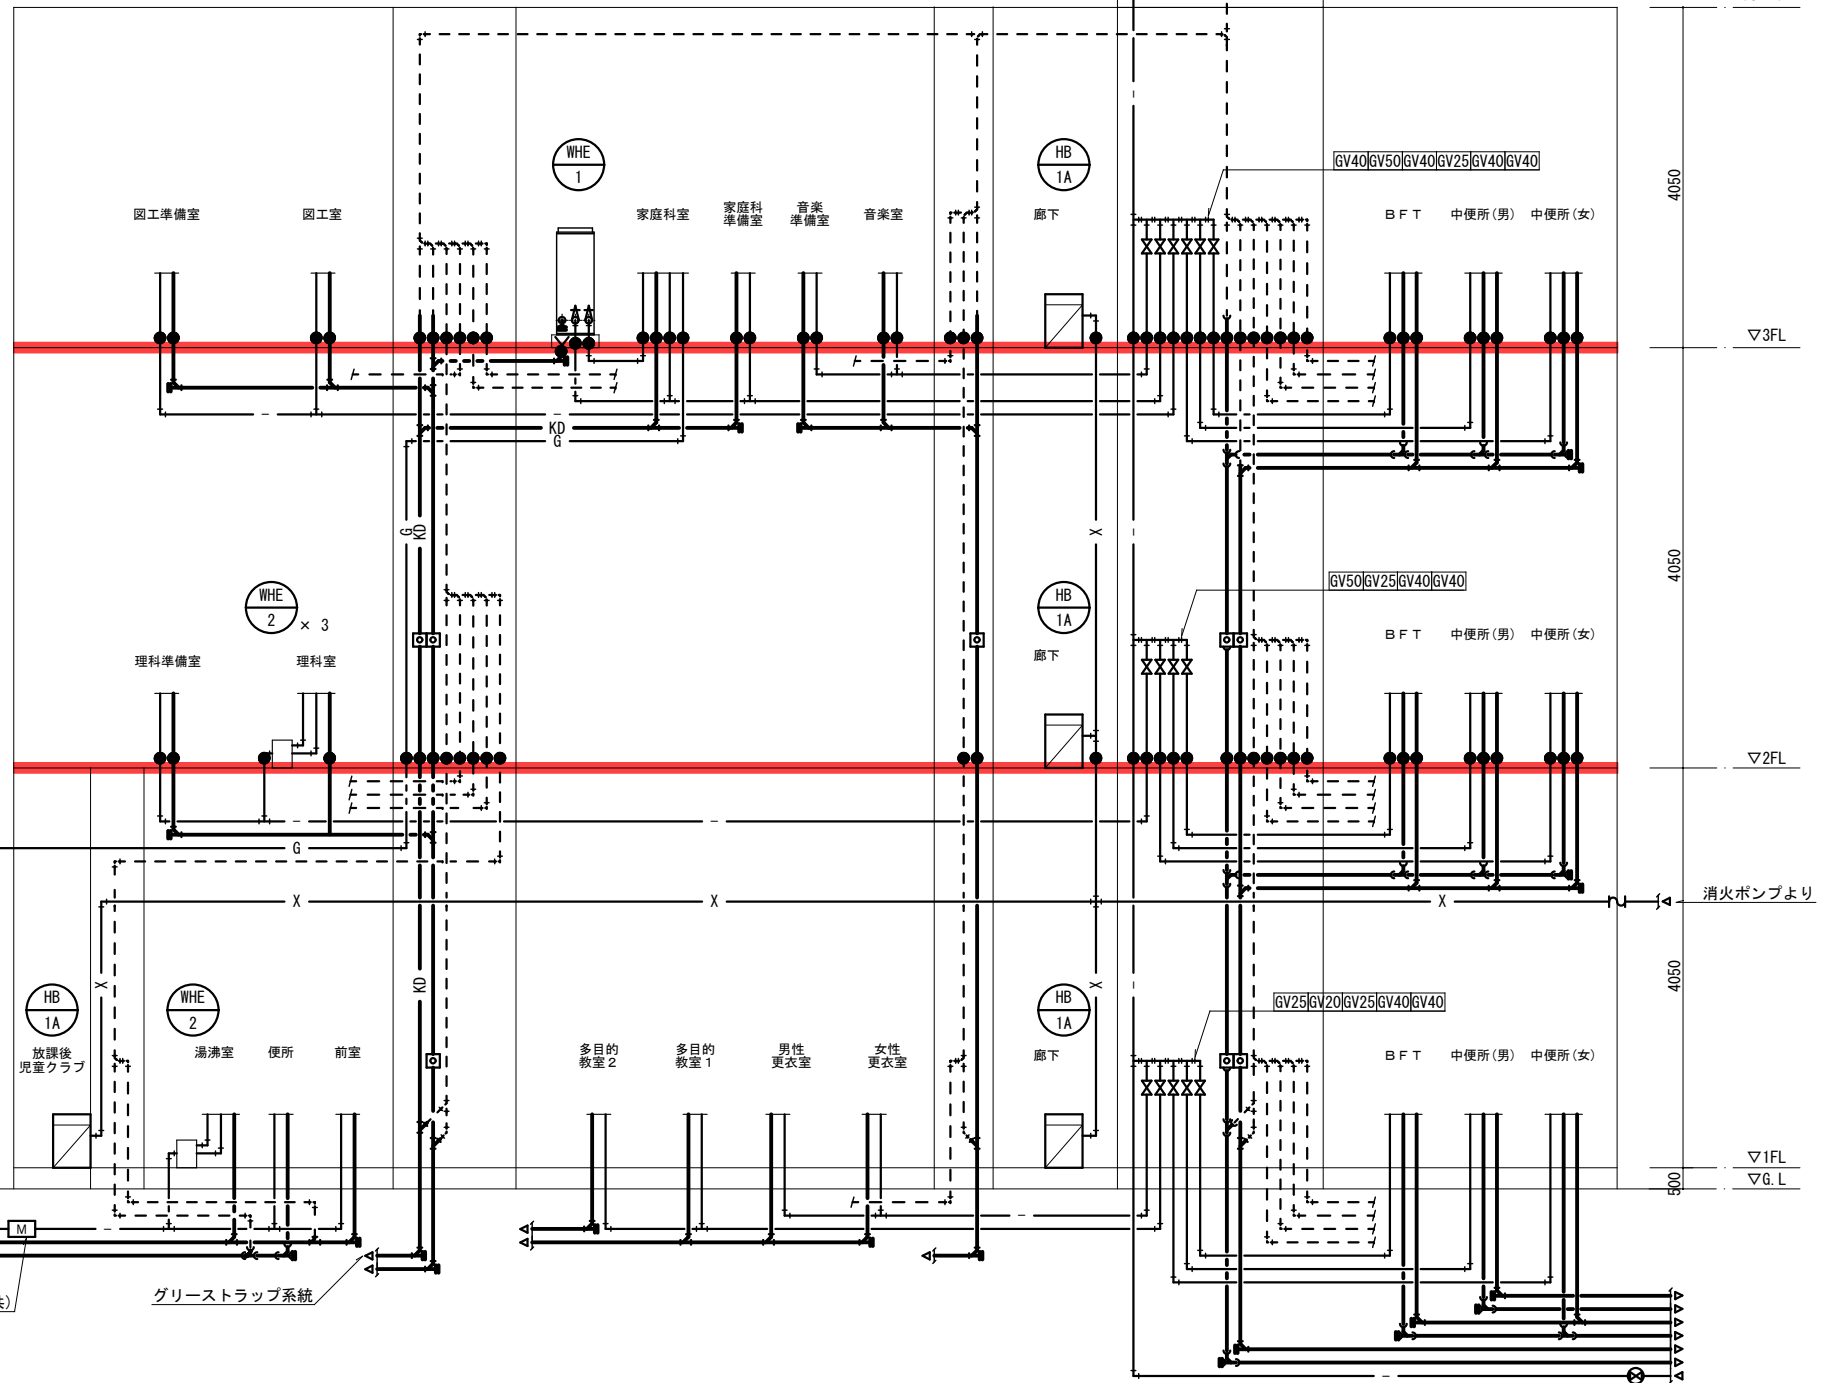 WHE
1
HB
1A
GV40 GV50 GV40 GV25 GV40 GV40
4050
図工準備室
図工室
家庭科室
家庭科
準備室
音楽
準備室
音楽室
廊下
BFT
中便所(男)
中便所(女)
▽3FL
KD
G
G
KD
X
4050
WHE
2
× 3
HB
1A
GV50 GV25 GV40 GV40
理科準備室
理科室
廊下
BFT
中便所(男)
中便所(女)
▽2FL
G
X
X
X
消火ポンプより
X
KD
X
4050
HB
1A
WHE
2
HB
1A
GV25 GV20 GV25 GV40 GV40
放課後
児童クラブ
湯沸室
便所
前室
多目的
教室2
多目的
教室1
男性
更衣室
女性
更衣室
廊下
BFT
中便所(男)
中便所(女)
▽1FL
500
▽G.L
M
グリーストラップ系統